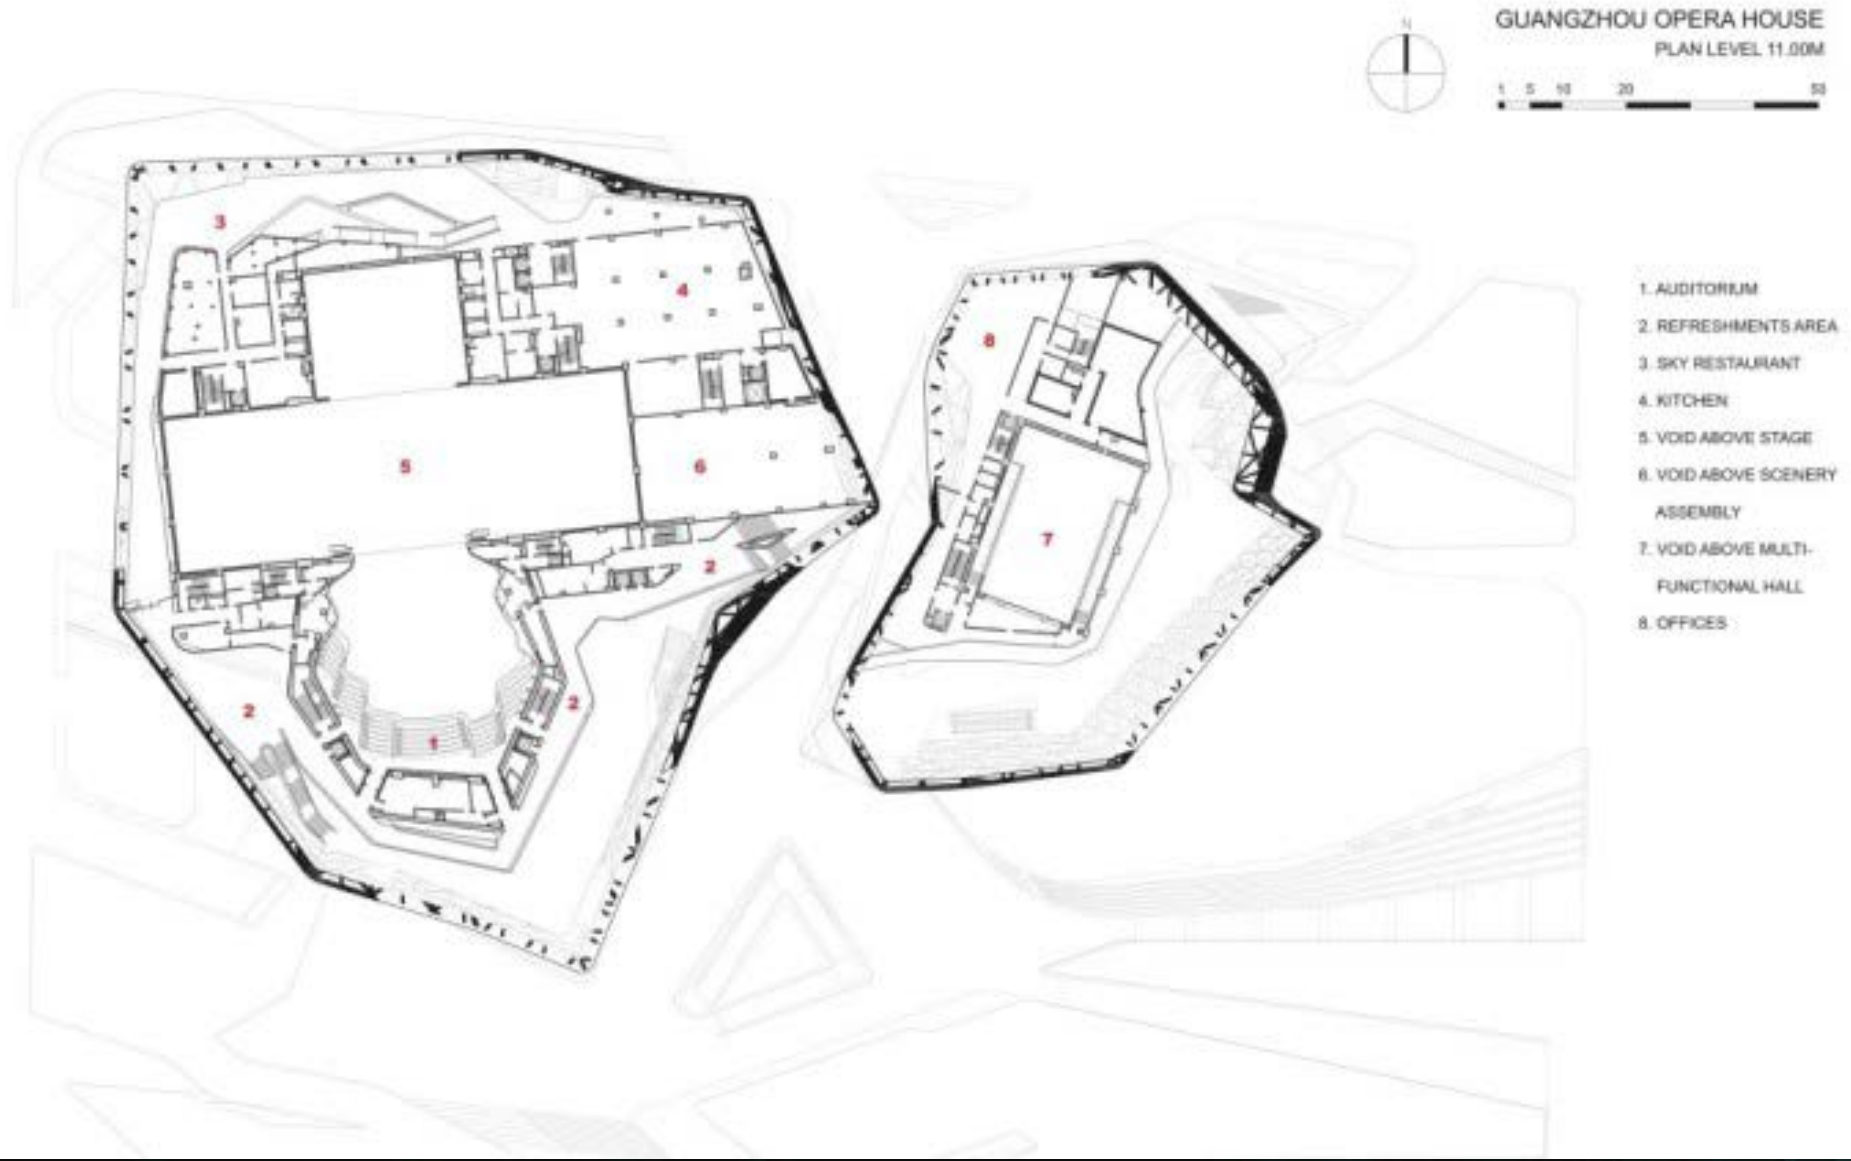 N
GUANGZHOU OPERA HOUSE
PLAN LEVEL 11.00M
1 5 10 20 50
1. AUDITORIUM
2. REFRESHMENTS AREA
3. SKY RESTAURANT
4. KITCHEN
5. VOID ABOVE STAGE
6. VOID ABOVE SCENERY
ASSEMBLY
7. VOID ABOVE MULTI-
FUNCTIONAL HALL
8. OFFICES
3
4
8
5
6
7
2
2
2
1